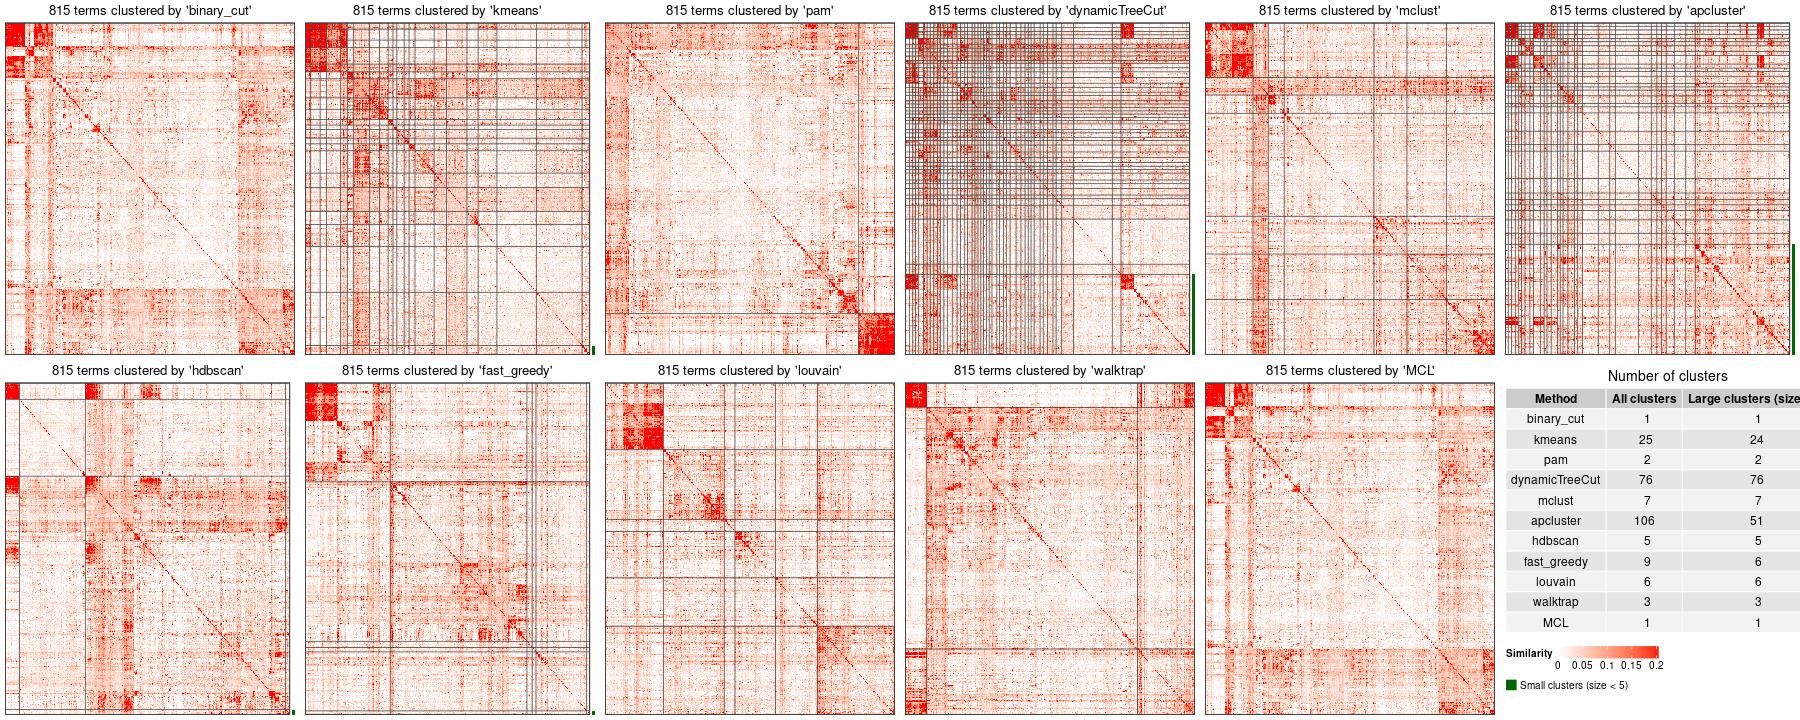 815 terms clustered by 'binary_cut'
815 terms clustered by 'kmeans'
815 terms clustered by 'pam'
815 terms clustered by 'dynamicTreeCut'
815 terms clustered by 'mclust'
815 terms clustered by 'apcluster'
815 terms clustered by 'hdbscan'
815 terms clustered by 'fast_greedy'
815 terms clustered by 'louvain'
815 terms clustered by 'walktrap'
815 terms clustered by 'MCL'
Number of clusters
Method All clusters Large clusters (size
binary_cut 1 1
kmeans 25 24
pam 2 2
dynamicTreeCut 76 76
mclust 7 7
apcluster 106 51
hdbscan 5 5
fast_greedy 9 6
louvain 6 6
walktrap 3 3
MCL 1 1
Similarity
0 0.05 0.1 0.15 0.2
Small clusters (size < 5)